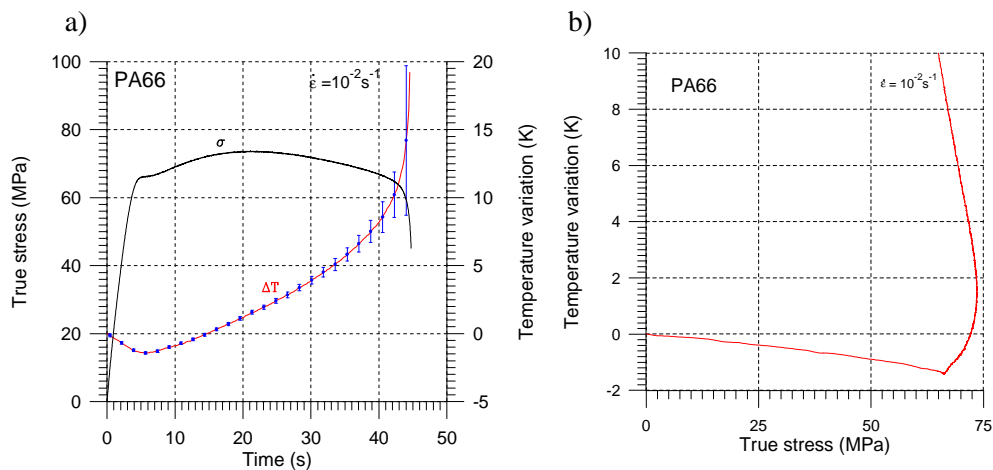 a)
PA66
ε̇ =10⁻²s⁻¹
σ
ΔT
True stress (MPa)
100
80
60
40
20
0
Temperature variation (K)
20
15
10
5
0
-5
0
10
20
30
40
50
Time (s)
b)
PA66
ε̇ = 10⁻²s⁻¹
Temperature variation (K)
10
8
6
4
2
0
-2
0
25
50
75
True stress (MPa)